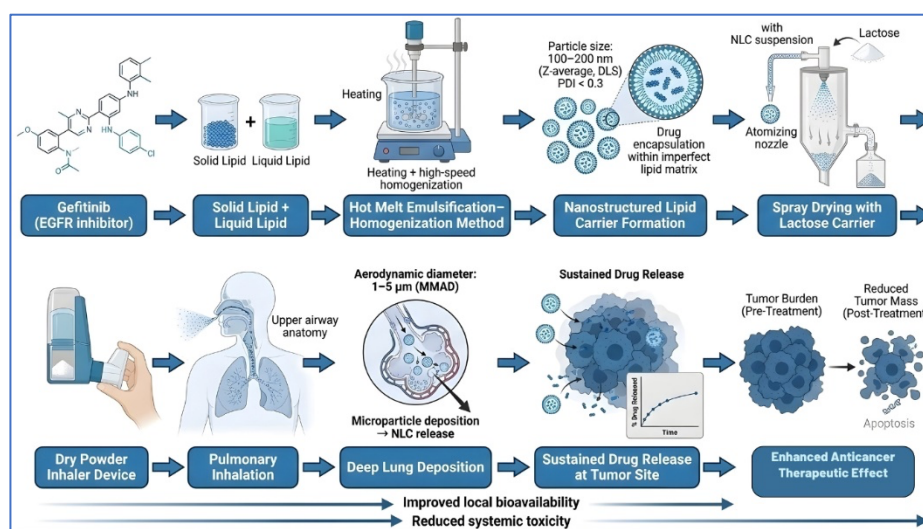 NH
N
N
HN
O
N
O
Cl
Solid Lipid
Liquid Lipid
Heating
Heating + high-speed
homogenization
Particle size:
100–200 nm
(Z-average, DLS)
PDI < 0.3
Drug
encapsulation
within imperfect
lipid matrix
with
NLC suspension
Lactose
Atomizing
nozzle
Gefitinib
(EGFR inhibitor)
Solid Lipid +
Liquid Lipid
Hot Melt Emulsification–
Homogenization Method
Nanostructured Lipid
Carrier Formation
Spray Drying with
Lactose Carrier
Upper airway
anatomy
Aerodynamic diameter:
1–5 μm (MMAD)
Microparticle deposition
→ NLC release
Sustained Drug Release
% Drug Released
Time
Tumor Burden
(Pre-Treatment)
Reduced
Tumor Mass
(Post-Treatment)
Apoptosis
Dry Powder
Inhaler Device
Pulmonary
Inhalation
Deep Lung Deposition
Sustained Drug Release
at Tumor Site
Enhanced Anticancer
Therapeutic Effect
Improved local bioavailability
Reduced systemic toxicity